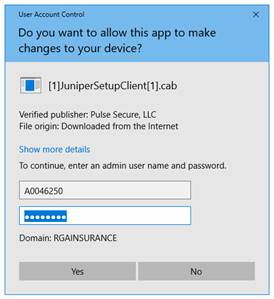 User Account Control
Do you want to allow this app to make
changes to your device?
[1]JuniperSetupClient[1].cab
Verified publisher: Pulse Secure, LLC
File origin: Downloaded from the Internet
Show more details
To continue, enter an admin user name and password.
A0046250
••••••••
Domain: RGAINSURANCE
Yes
No